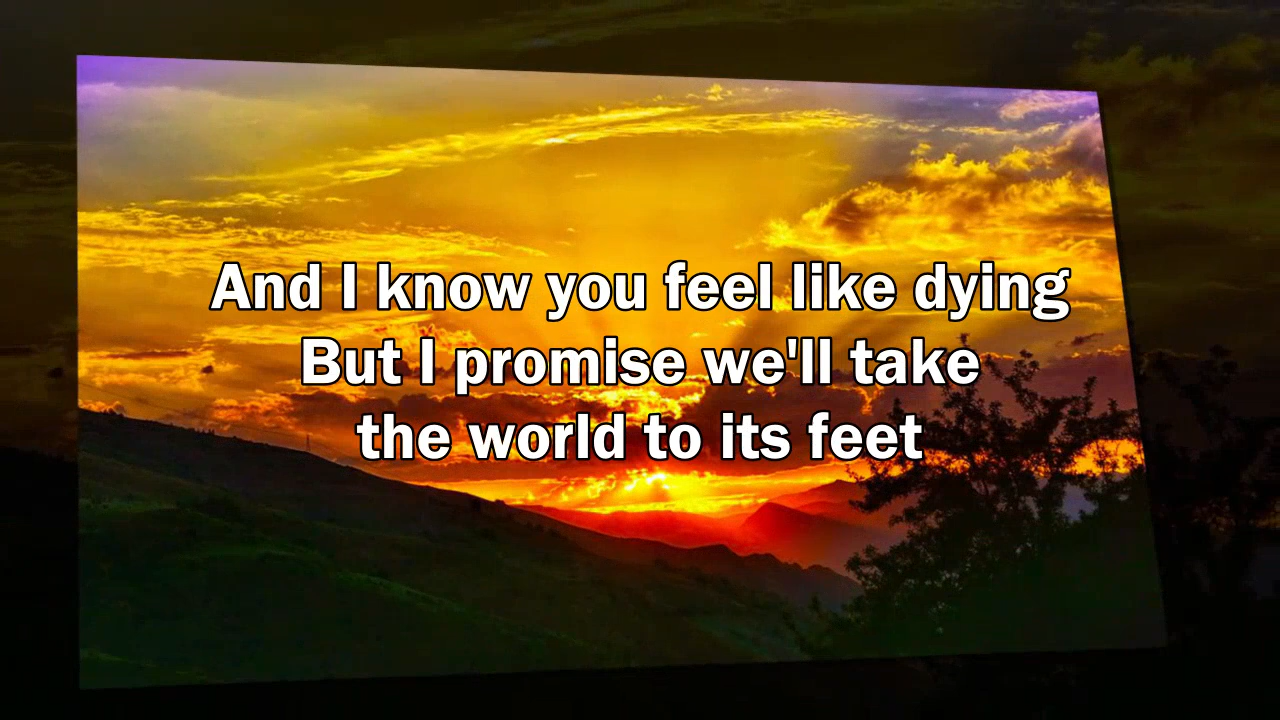 And I know you feel like dying
But I promise we'll take
the world to its feet